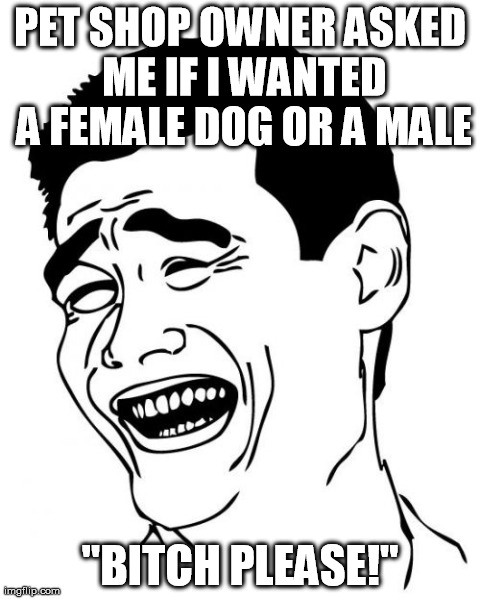 PET SHOP OWNER ASKED
ME IF I WANTED
A FEMALE DOG OR A MALE
"BITCH PLEASE!"
imgflip.com